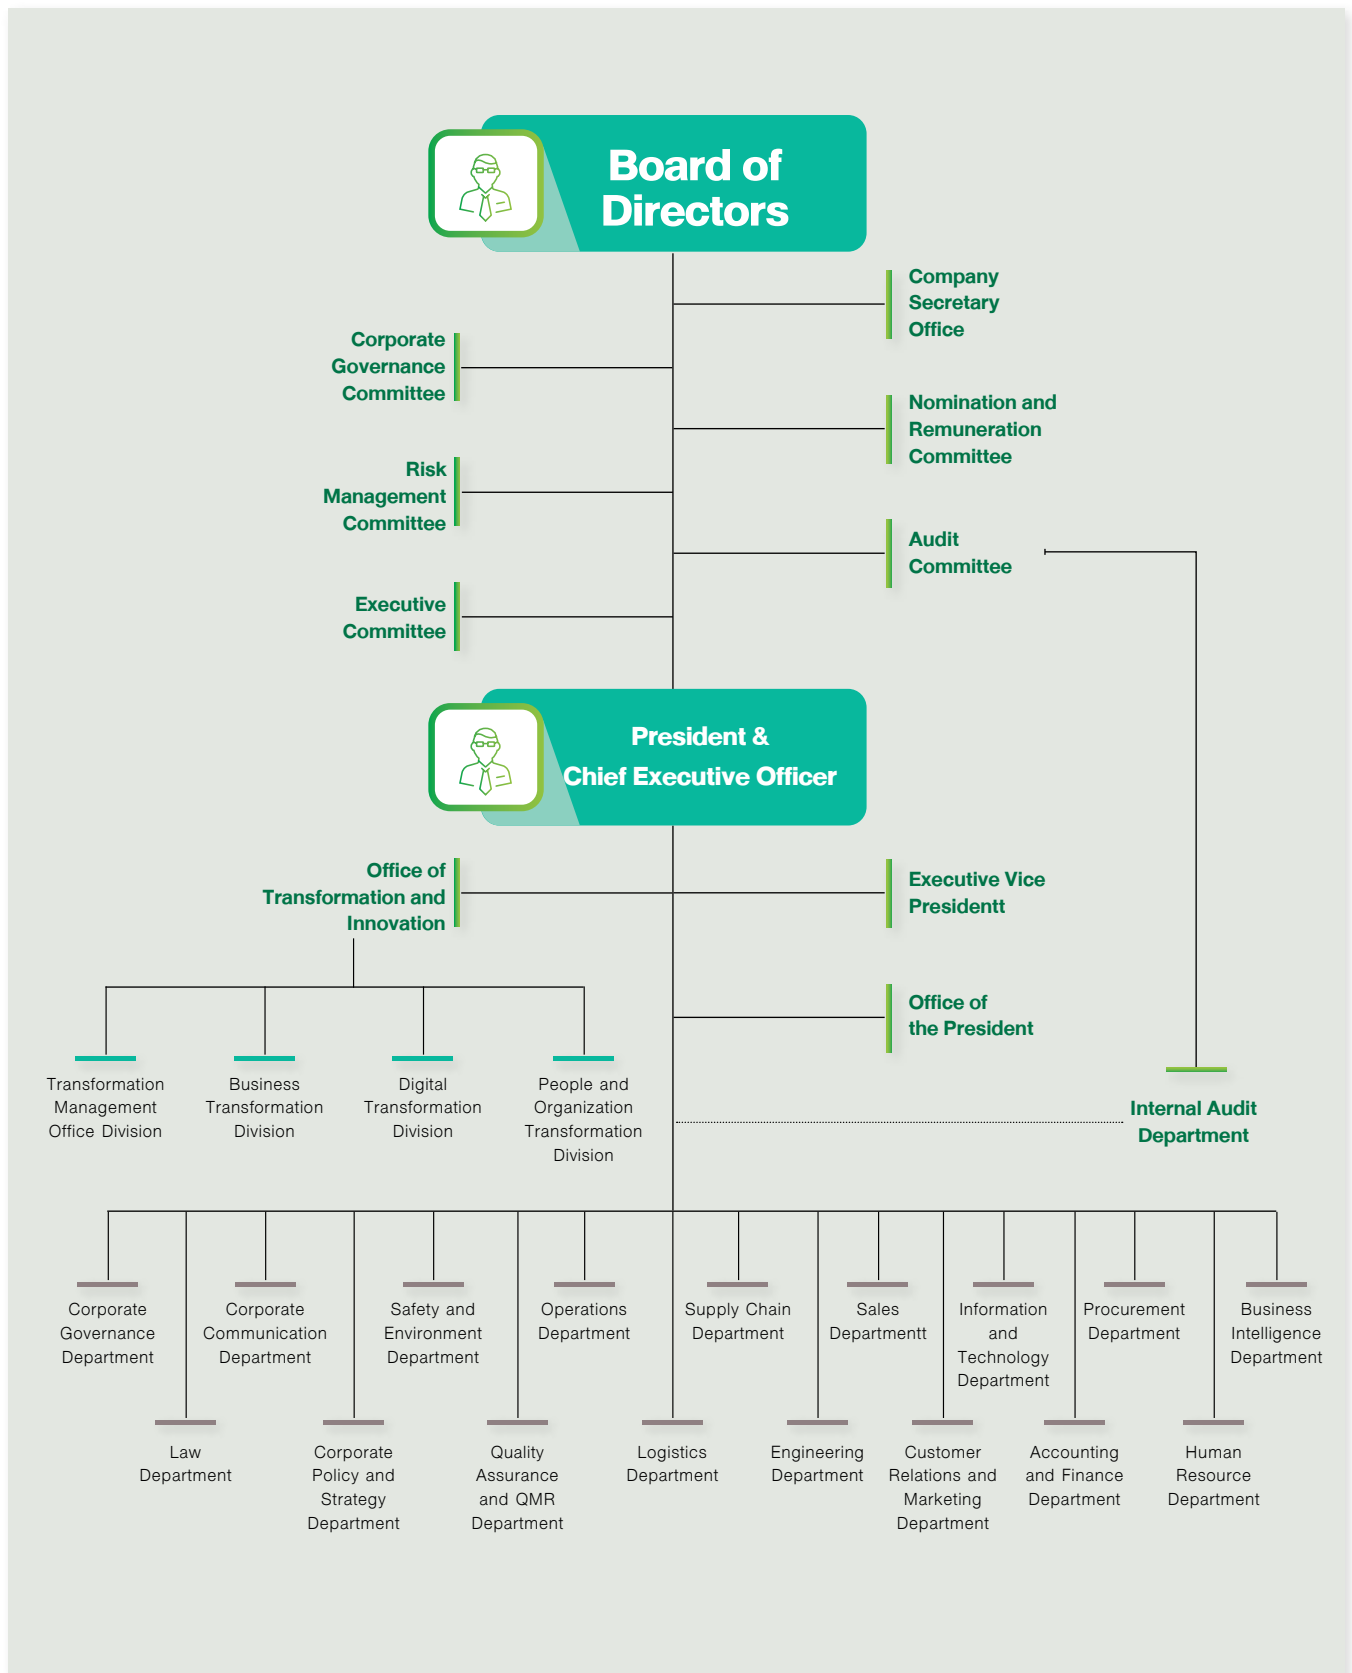 Board of
Directors
Company
Secretary
Office
Corporate
Governance
Committee
Nomination and
Remuneration
Committee
Risk
Management
Committee
Audit
Committee
Executive
Committee
President &
Chief Executive Officer
Office of
Transformation and
Innovation
Executive Vice
Presidentt
Office of
the President
Transformation
Management
Office Division
Business
Transformation
Division
Digital
Transformation
Division
People and
Organization
Transformation
Division
Internal Audit
Department
Corporate
Governance
Department
Corporate
Communication
Department
Safety and
Environment
Department
Operations
Department
Supply Chain
Department
Sales
Departmentt
Information
and
Technology
Department
Procurement
Department
Business
Intelligence
Department
Law
Department
Corporate
Policy and
Strategy
Department
Quality
Assurance
and QMR
Department
Logistics
Department
Engineering
Department
Customer
Relations and
Marketing
Department
Accounting
and Finance
Department
Human
Resource
Department